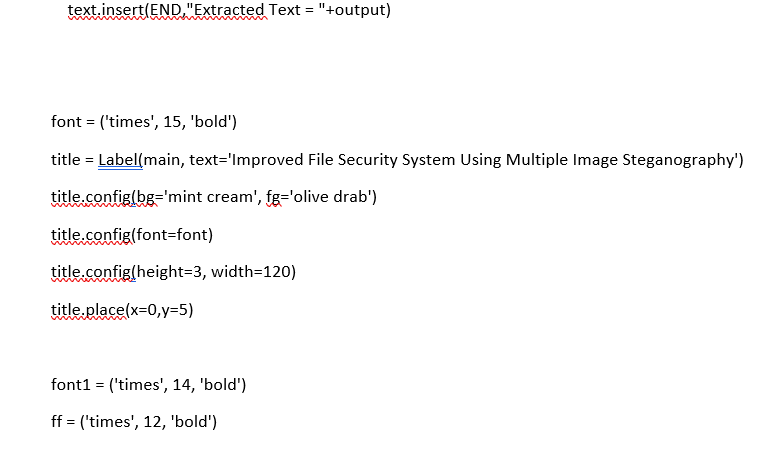 text.insert(END,"Extracted Text = "+output)
font = ('times', 15, 'bold')
title = Label(main, text='Improved File Security System Using Multiple Image Steganography')
title.config(bg='mint cream', fg='olive drab')
title.config(font=font)
title.config(height=3, width=120)
title.place(x=0,y=5)
font1 = ('times', 14, 'bold')
ff = ('times', 12, 'bold')